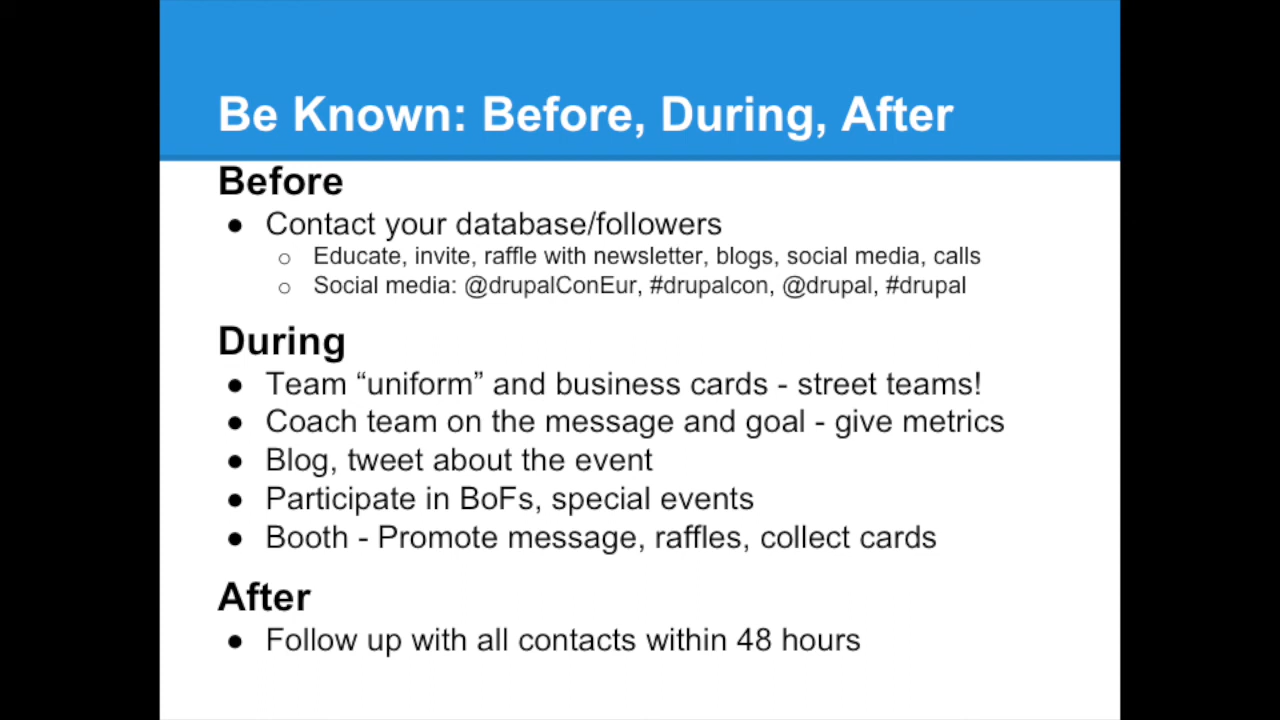 Be Known: Before, During, After
Before
● Contact your database/followers
○ Educate, invite, raffle with newsletter, blogs, social media, calls
○ Social media: @drupalConEur, #drupalcon, @drupal, #drupal
During
● Team “uniform” and business cards - street teams!
● Coach team on the message and goal - give metrics
● Blog, tweet about the event
● Participate in BoFs, special events
● Booth - Promote message, raffles, collect cards
After
● Follow up with all contacts within 48 hours